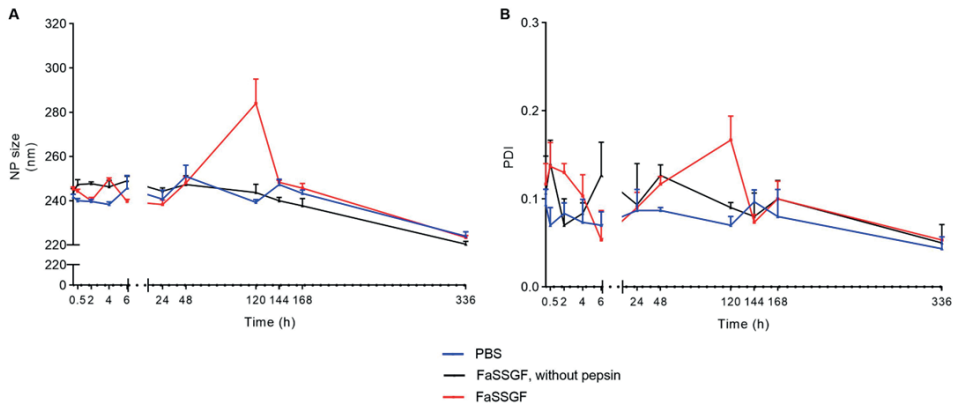 A
320
300
280
260
240
220
220
0
NP size
(nm)
0.5 2 4 6 24 48 120 144 168 336
Time (h)
B
0.3
0.2
0.1
0.0
PDI
0.5 2 4 6 24 48 120 144 168 336
Time (h)
PBS
FaSSGF, without pepsin
FaSSGF